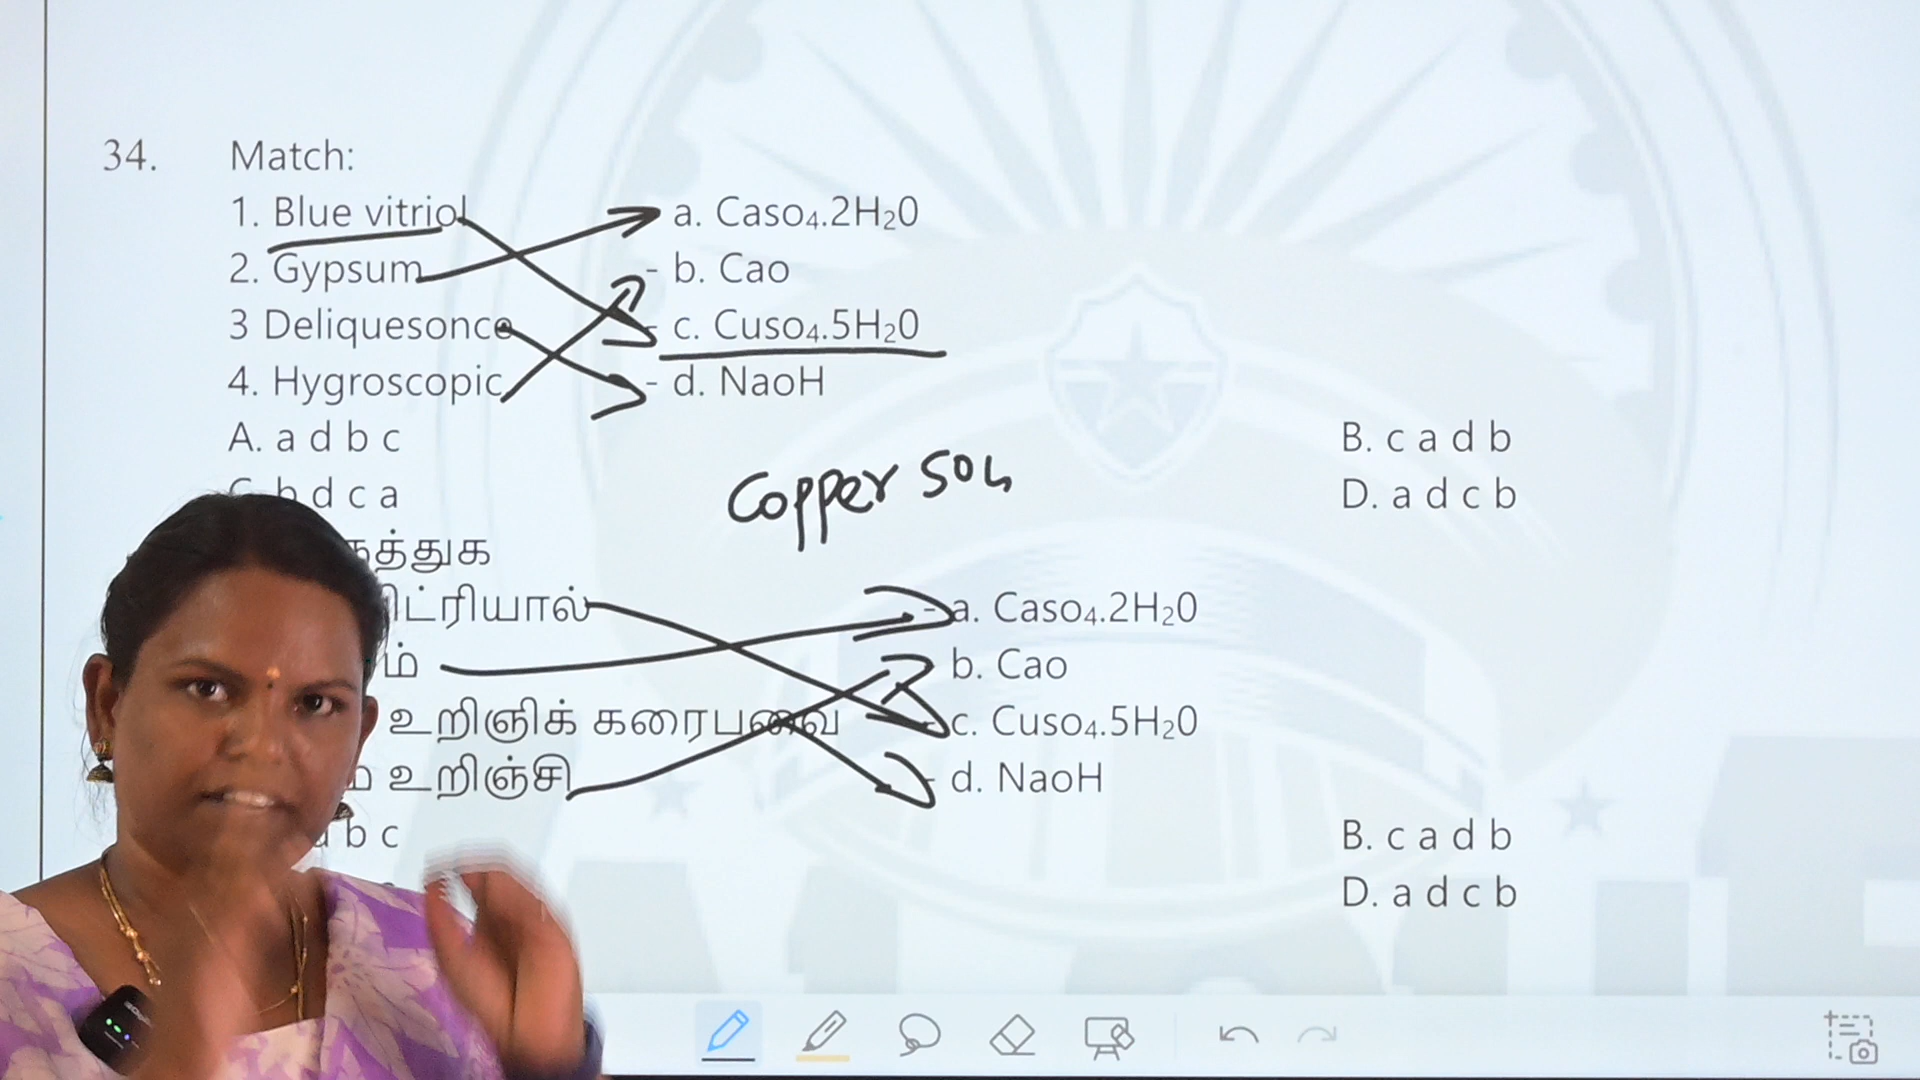 34. Match:
1. Blue vitriol a. Caso₄.2H₂0
2. Gypsum - b. Cao
3 Deliquesonce - c. Cuso₄.5H₂0
4. Hygroscopic - d. NaoH
A. a d b c B. c a d b
b d c a D. a d c b
Copper SO4
த்துக
ிட்ரியால் - a. Caso₄.2H₂0
ம் b. Cao
உறிஞிக் கரைபவை - c. Cuso₄.5H₂0
உறிஞ்சி - d. NaoH
b c B. c a d b
D. a d c b